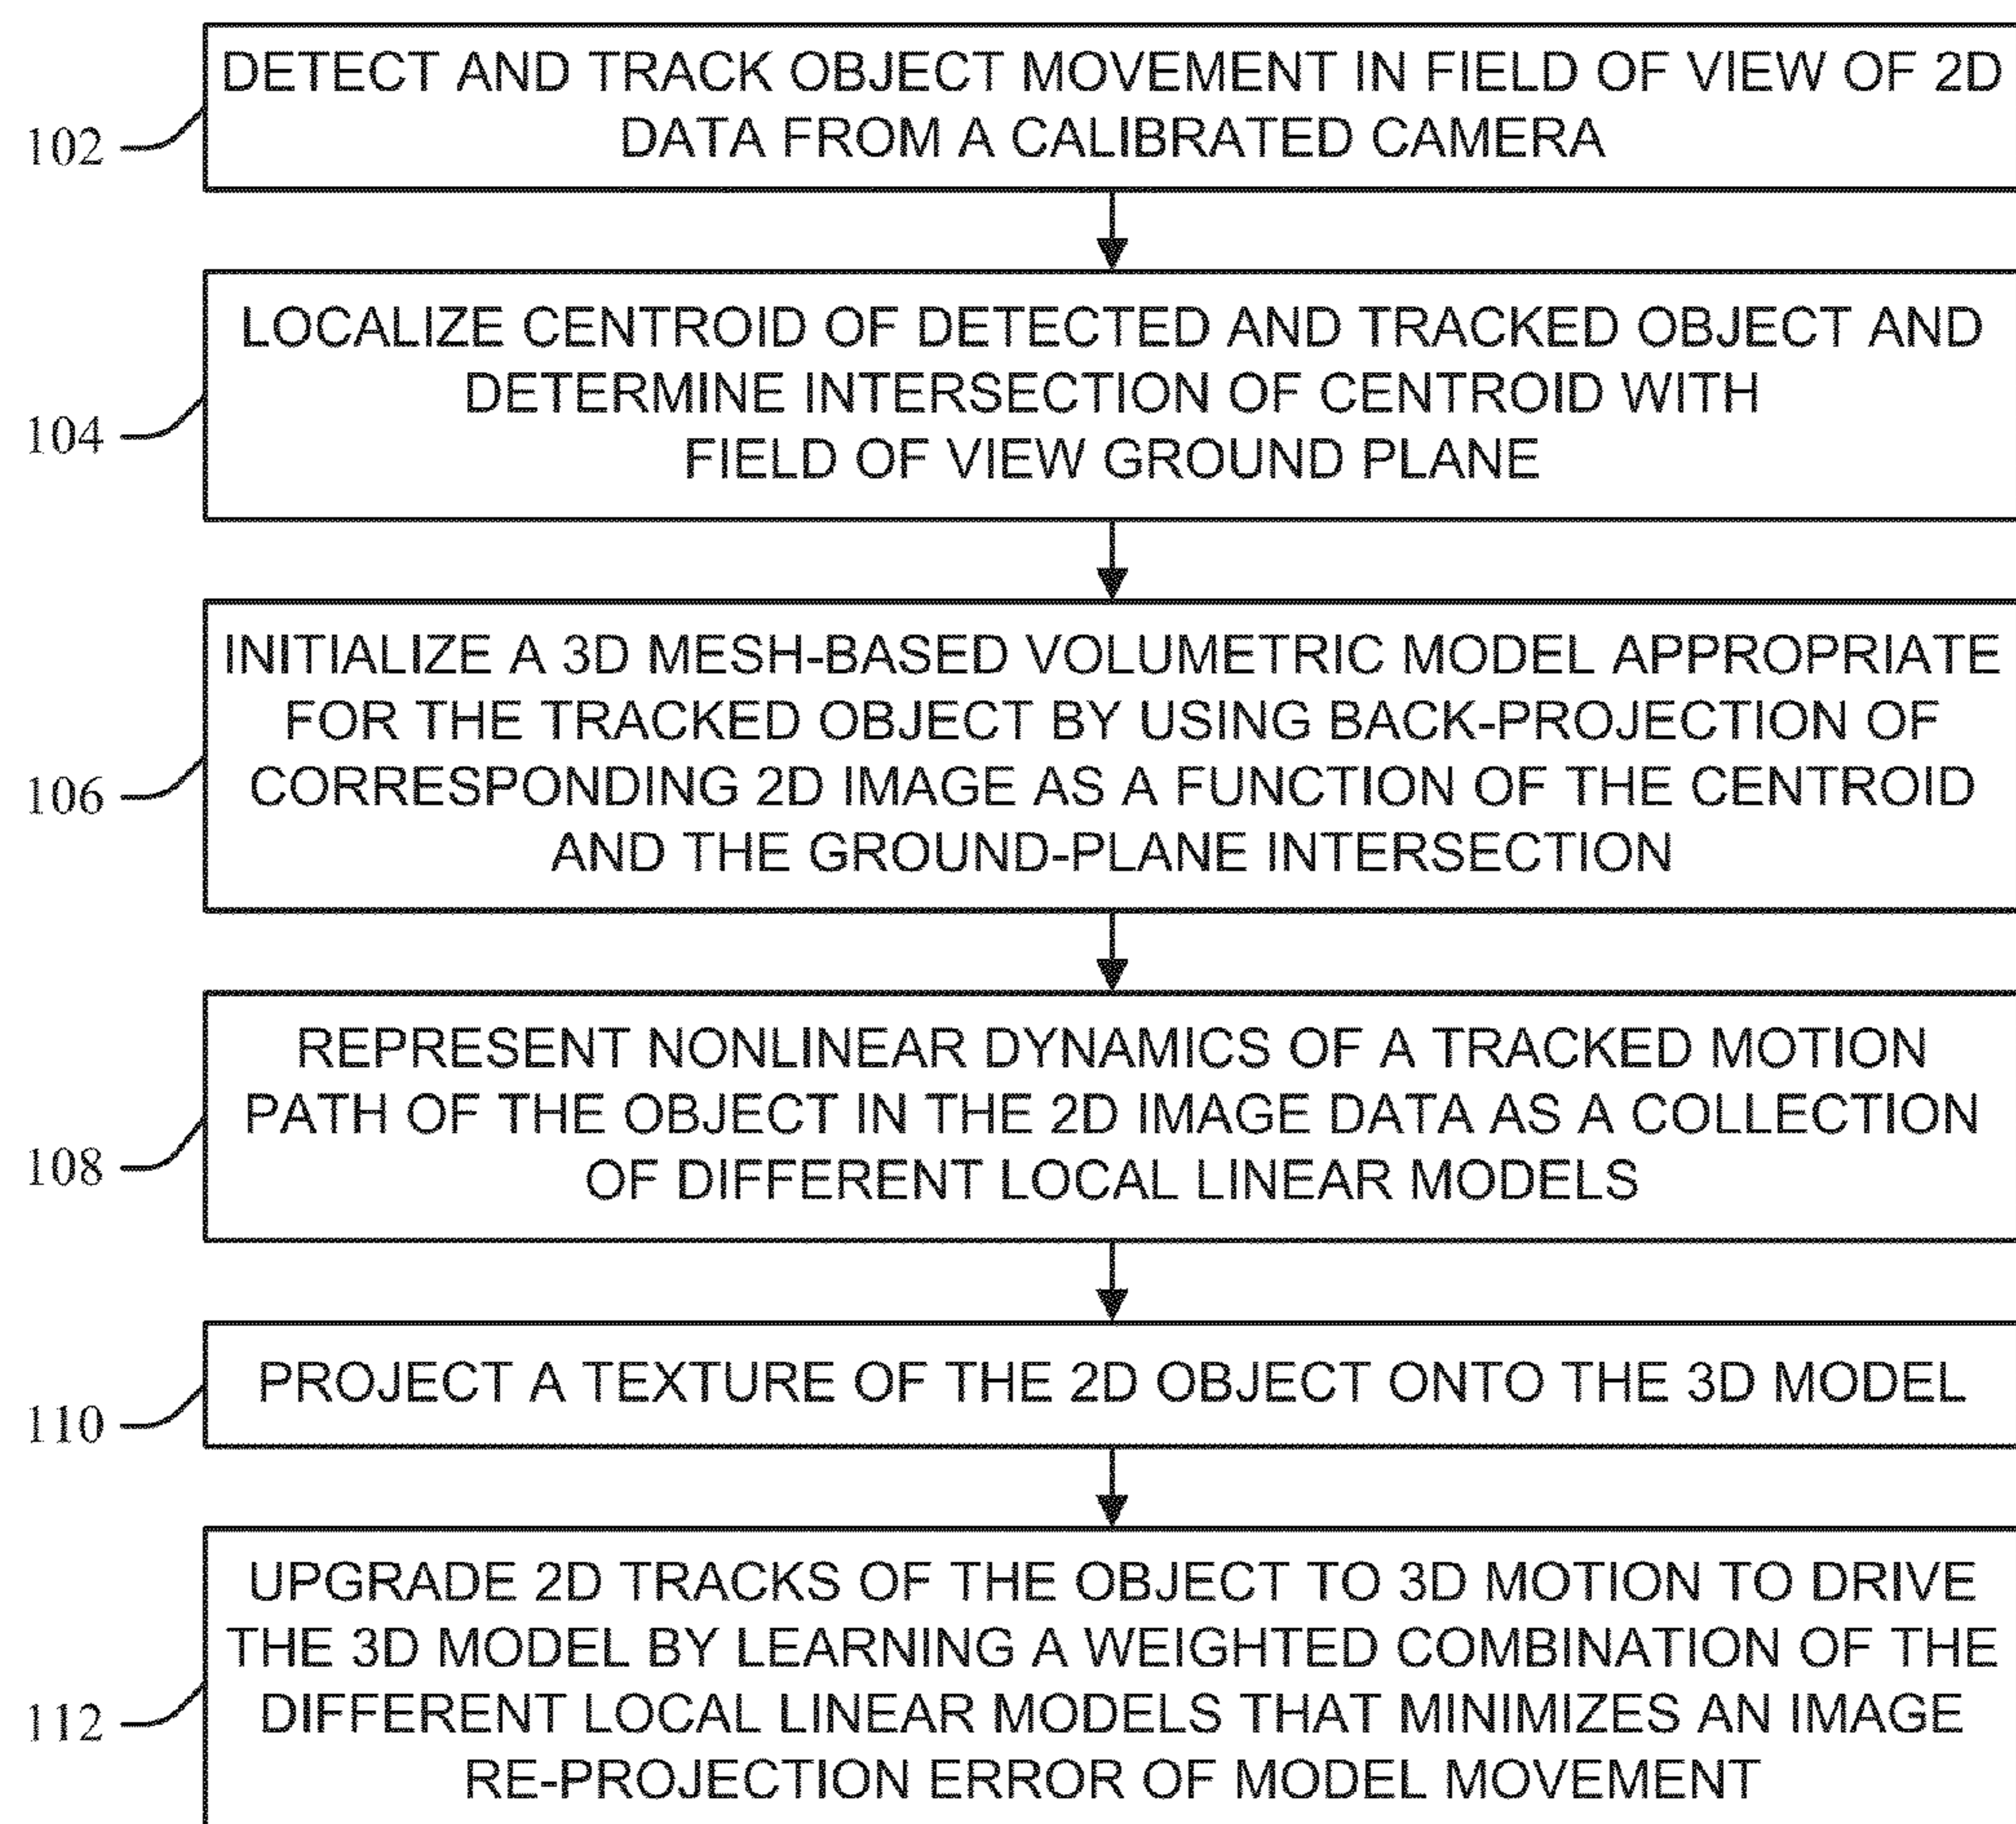 DETECT AND TRACK OBJECT MOVEMENT IN FIELD OF VIEW OF 2D
DATA FROM A CALIBRATED CAMERA
102
LOCALIZE CENTROID OF DETECTED AND TRACKED OBJECT AND
DETERMINE INTERSECTION OF CENTROID WITH
FIELD OF VIEW GROUND PLANE
104
INITIALIZE A 3D MESH-BASED VOLUMETRIC MODEL APPROPRIATE
FOR THE TRACKED OBJECT BY USING BACK-PROJECTION OF
CORRESPONDING 2D IMAGE AS A FUNCTION OF THE CENTROID
AND THE GROUND-PLANE INTERSECTION
106
REPRESENT NONLINEAR DYNAMICS OF A TRACKED MOTION
PATH OF THE OBJECT IN THE 2D IMAGE DATA AS A COLLECTION
OF DIFFERENT LOCAL LINEAR MODELS
108
PROJECT A TEXTURE OF THE 2D OBJECT ONTO THE 3D MODEL
110
UPGRADE 2D TRACKS OF THE OBJECT TO 3D MOTION TO DRIVE
THE 3D MODEL BY LEARNING A WEIGHTED COMBINATION OF THE
DIFFERENT LOCAL LINEAR MODELS THAT MINIMIZES AN IMAGE
RE-PROJECTION ERROR OF MODEL MOVEMENT
112